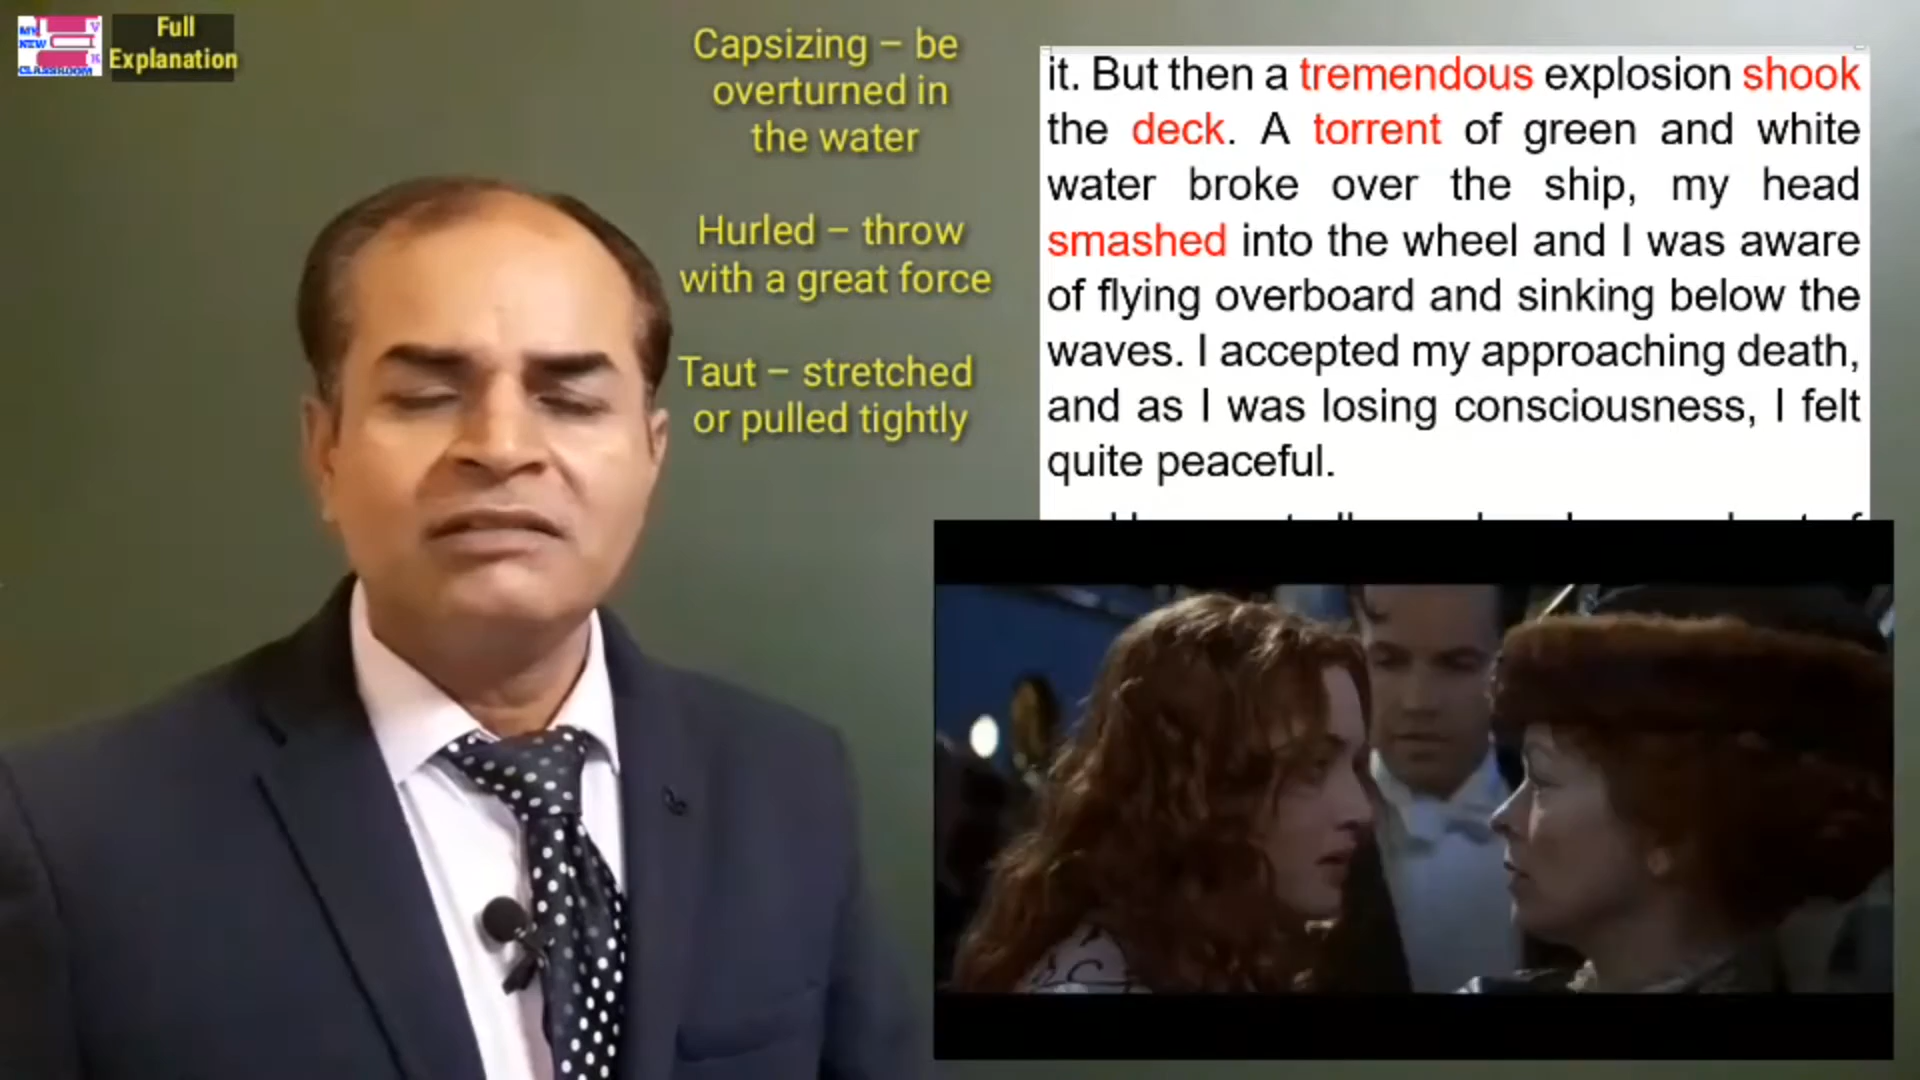 MY
NEW
CLASSROOM
V
K
Full
Explanation
Capsizing – be
overturned in
the water
Hurled – throw
with a great force
Taut – stretched
or pulled tightly
it. But then a tremendous explosion shook
the deck. A torrent of green and white
water broke over the ship, my head
smashed into the wheel and I was aware
of flying overboard and sinking below the
waves. I accepted my approaching death,
and as I was losing consciousness, I felt
quite peaceful.